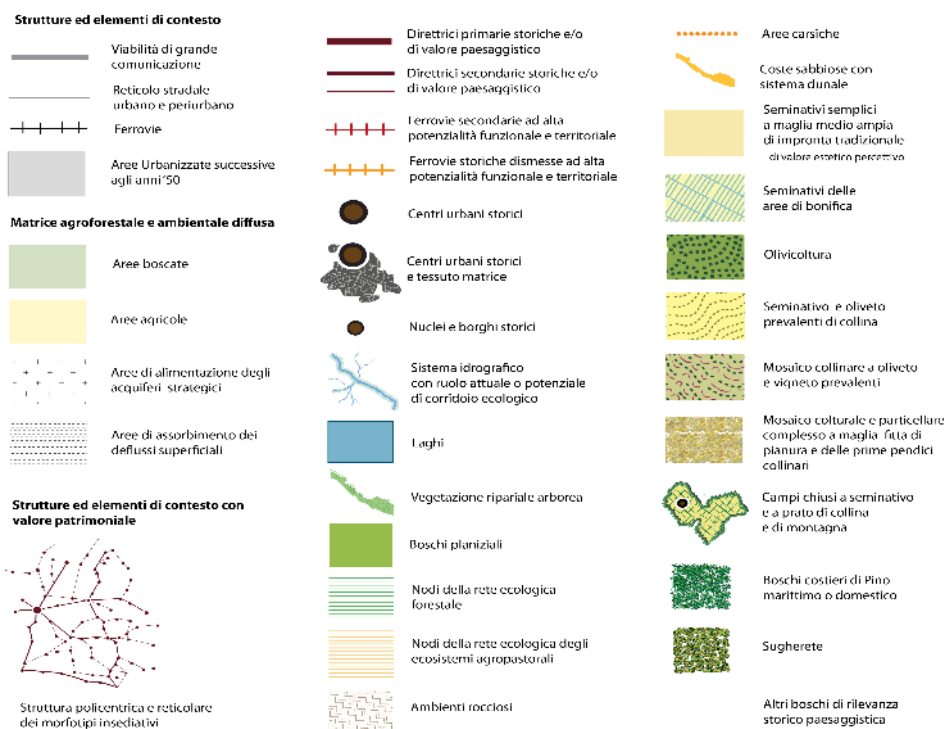 Strutture ed elementi di contesto
Viabilità di grande
comunicazione
Reticolo stradale
urbano e periurbano
Ferrovie
Aree Urbanizzate successive
agli anni'50
Matrice agroforestale e ambientale diffusa
Aree boscate
Aree agricole
Aree di alimentazione degli
acquiferi strategici
Aree di assorbimento dei
deflussi superficiali
Strutture ed elementi di contesto con
valore patrimoniale
Struttura policentrica e reticolare
dei morfotipi insediativi
Direttrici primarie storiche e/o
di valore paesaggistico
Direttrici secondarie storiche e/o
di valore paesaggistico
Ferrovie secondarie ad alta
potenzialità funzionale e territoriale
Ferrovie storiche dismesse ad alta
potenzialità funzionale e territoriale
Centri urbani storici
Centri urbani storici
e tessuto matrice
Nuclei e borghi storici
Sistema idrografico
con ruolo attuale o potenziale
di corridoio ecologico
Laghi
Vegetazione ripariale arborea
Boschi planiziali
Nodi della rete ecologica
forestale
Nodi della rete ecologica degli
ecosistemi agropastorali
Ambienti rocciosi
Aree carsiche
Coste sabbiose con
sistema dunale
Seminativi semplici
a maglia medio ampia
di impronta tradizionale
di valore estetico percettivo
Seminativi delle
aree di bonifica
Olivicoltura
Seminativo e oliveto
prevalenti di collina
Mosaico collinare a oliveto
e vigneto prevalenti
Mosaico colturale e particellare
complesso a maglia fitta di
pianura e delle prime pendici
collinari
Campi chiusi a seminativo
e a prato di collina
e di montagna
Boschi costieri di Pino
marittimo o domestico
Sugherete
Altri boschi di rilevanza
storico paesaggistica